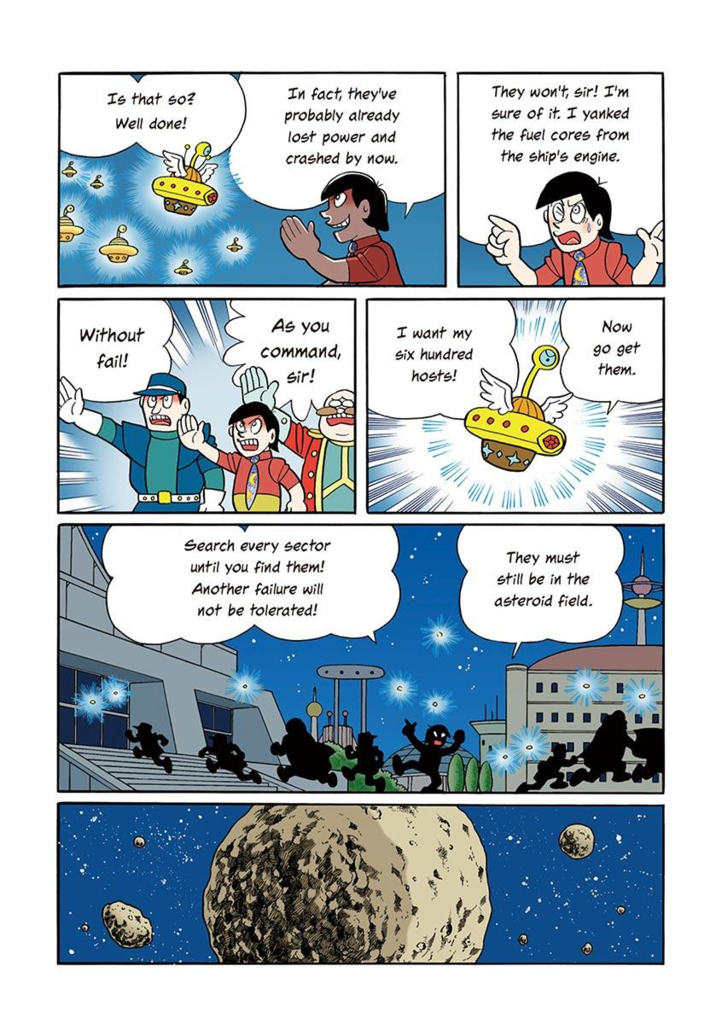 They won't, sir! I'm
sure of it. I yanked
the fuel cores from
the ship's engine.
In fact, they've
probably already
lost power and
crashed by now.
Is that so?
Well done!
Now
go get
them.
I want my
six hundred
hosts!
As you
command,
sir!
Without
fail!
They must
still be in the
asteroid field.
Search every sector
until you find them!
Another failure will
not be tolerated!